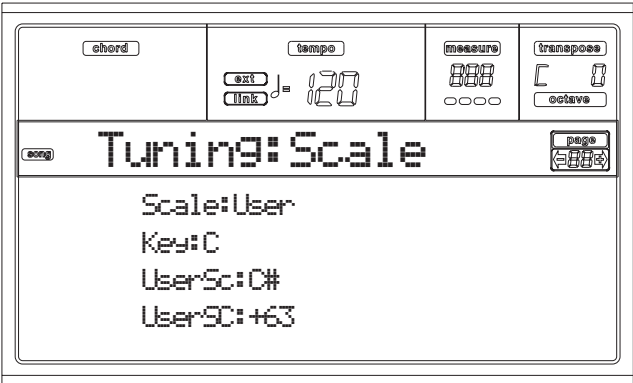 chord tempo measure transpose
ext
link ♩= 120 888 C 0
octave
song Tuning:Scale page
88
Scale:User
Key:C
UserSc:C#
UserSC:+63